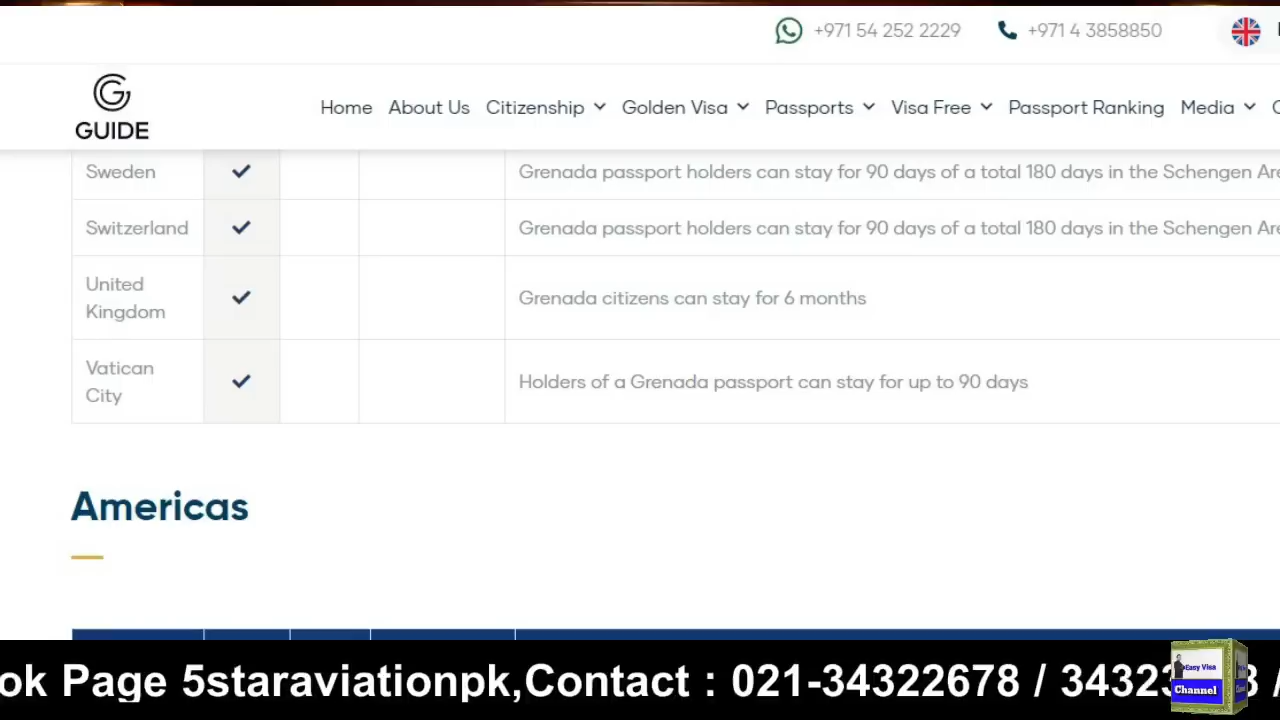 +971 54 252 2229 +971 4 3858850
GUIDE
Home About Us Citizenship Golden Visa Passports Visa Free Passport Ranking Media
Sweden Grenada passport holders can stay for 90 days of a total 180 days in the Schengen Are
Switzerland Grenada passport holders can stay for 90 days of a total 180 days in the Schengen Are
United
Kingdom
Grenada citizens can stay for 6 months
Vatican
City
Holders of a Grenada passport can stay for up to 90 days
Americas
ok Page 5staraviationpk,Contact : 021-34322678 / 3432
Easy Visa
Channel